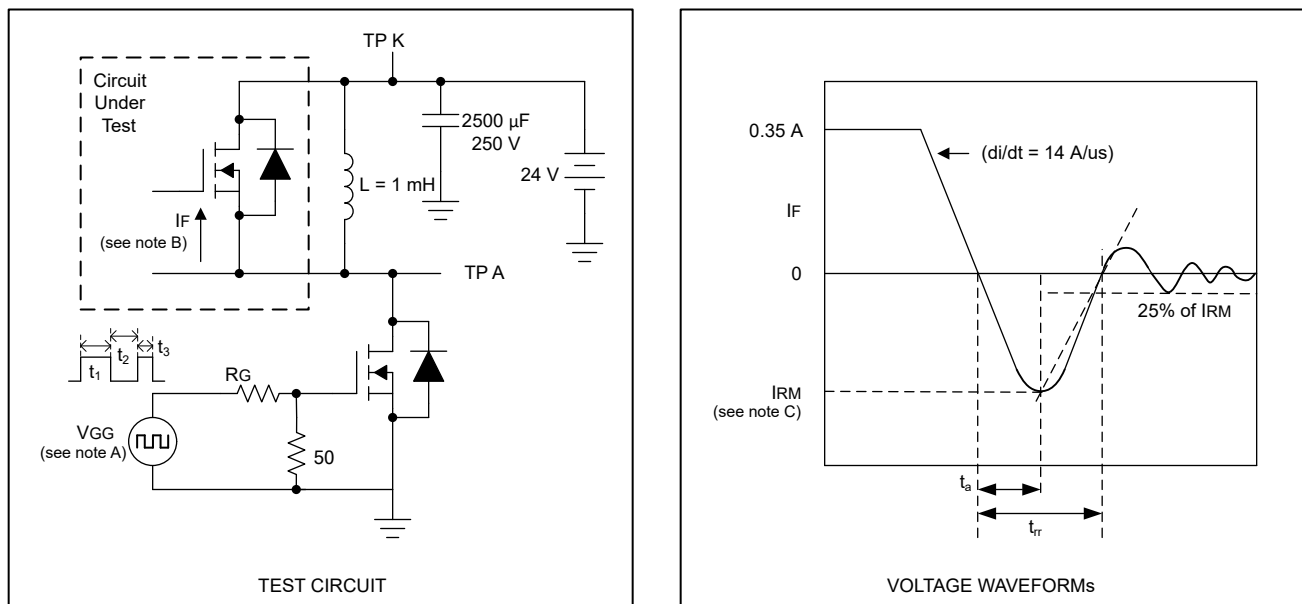 TP K
Circuit
Under
Test
2500 µF
250 V
24 V
L = 1 mH
IF
(see note B)
TP A
t1
t2
t3
RG
VGG
(see note A)
50
TEST CIRCUIT
0.35 A
(di/dt = 14 A/us)
IF
0
25% of IRM
IRM
(see note C)
ta
trr
VOLTAGE WAVEFORMs